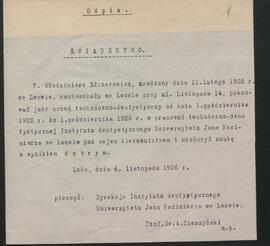 Odpis.
1
ŚWIADECTWO.
P. Włodzimierz Błonarowicz, urodzony dnia 11.lutego 1905 r.
we Lwowie, zamieszkały we Lwowie przy ul. Listopada 14. praco-
wał jako uczeń techniczno-dentystyczny od dnia 1.października
1922 r. do 1.października 1925 r. w pracowni techniczno-den-
tystycznej Instytutu dentystycznego Uniwersytetu Jana Kazi-
mierza we Lwowie pod mojem kierownictwem i ukończył naukę
z wynikiem dobrym.
Lwów, dnia 6. listopada 1926 r.
pieczęć: Dyrekcja Instytutu dentystycznego
Uniwersytetu Jana Kazimierza we Lwowie.
Prof.Dr.A.Cieszyński
m.p.